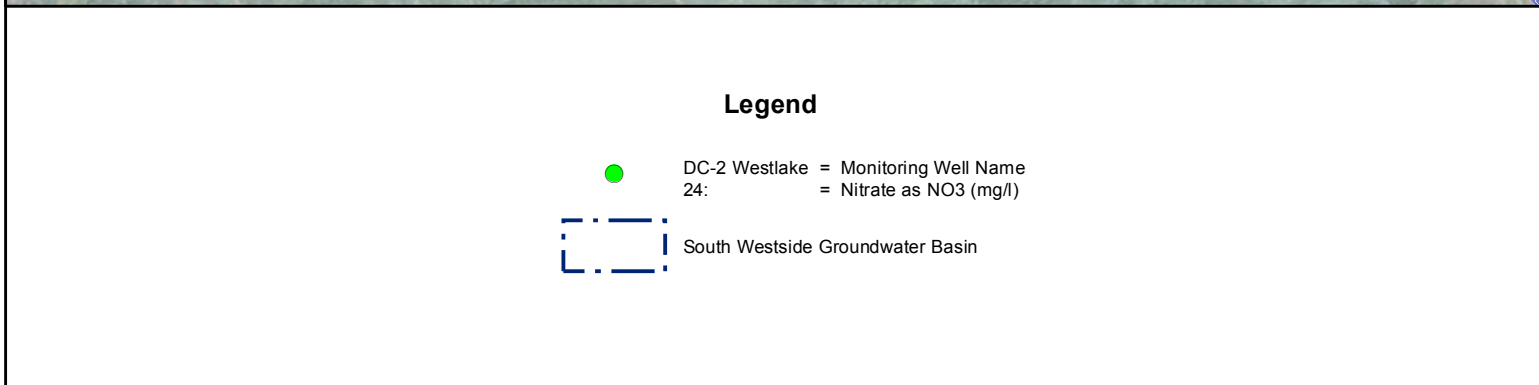 Legend
DC-2 Westlake = Monitoring Well Name
24: = Nitrate as NO3 (mg/l)
South Westside Groundwater Basin